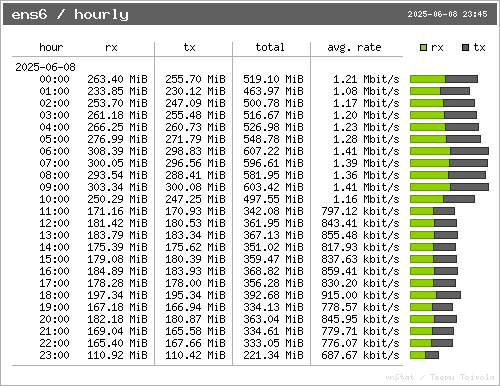 ens6 / hourly 2025-06-08 23:45
hour rx tx total avg. rate rx tx
2025-06-08
00:00 263.40 MiB 255.70 MiB 519.10 MiB 1.21 Mbit/s
01:00 233.85 MiB 230.12 MiB 463.97 MiB 1.08 Mbit/s
02:00 253.70 MiB 247.09 MiB 500.78 MiB 1.17 Mbit/s
03:00 261.18 MiB 255.48 MiB 516.67 MiB 1.20 Mbit/s
04:00 266.25 MiB 260.73 MiB 526.98 MiB 1.23 Mbit/s
05:00 276.99 MiB 271.79 MiB 548.78 MiB 1.28 Mbit/s
06:00 308.39 MiB 298.83 MiB 607.22 MiB 1.41 Mbit/s
07:00 300.05 MiB 296.56 MiB 596.61 MiB 1.39 Mbit/s
08:00 293.54 MiB 288.41 MiB 581.95 MiB 1.36 Mbit/s
09:00 303.34 MiB 300.08 MiB 603.42 MiB 1.41 Mbit/s
10:00 250.29 MiB 247.25 MiB 497.55 MiB 1.16 Mbit/s
11:00 171.16 MiB 170.93 MiB 342.08 MiB 797.12 kbit/s
12:00 181.42 MiB 180.53 MiB 361.95 MiB 843.41 kbit/s
13:00 183.79 MiB 183.34 MiB 367.13 MiB 855.48 kbit/s
14:00 175.39 MiB 175.62 MiB 351.02 MiB 817.93 kbit/s
15:00 179.08 MiB 180.39 MiB 359.47 MiB 837.63 kbit/s
16:00 184.89 MiB 183.93 MiB 368.82 MiB 859.41 kbit/s
17:00 178.28 MiB 178.00 MiB 356.28 MiB 830.20 kbit/s
18:00 197.34 MiB 195.34 MiB 392.68 MiB 915.00 kbit/s
19:00 167.18 MiB 166.94 MiB 334.13 MiB 778.57 kbit/s
20:00 182.18 MiB 180.87 MiB 363.04 MiB 845.95 kbit/s
21:00 169.04 MiB 165.58 MiB 334.61 MiB 779.71 kbit/s
22:00 165.40 MiB 167.66 MiB 333.05 MiB 776.07 kbit/s
23:00 110.92 MiB 110.42 MiB 221.34 MiB 687.67 kbit/s
vnStat / Teemu Toivola